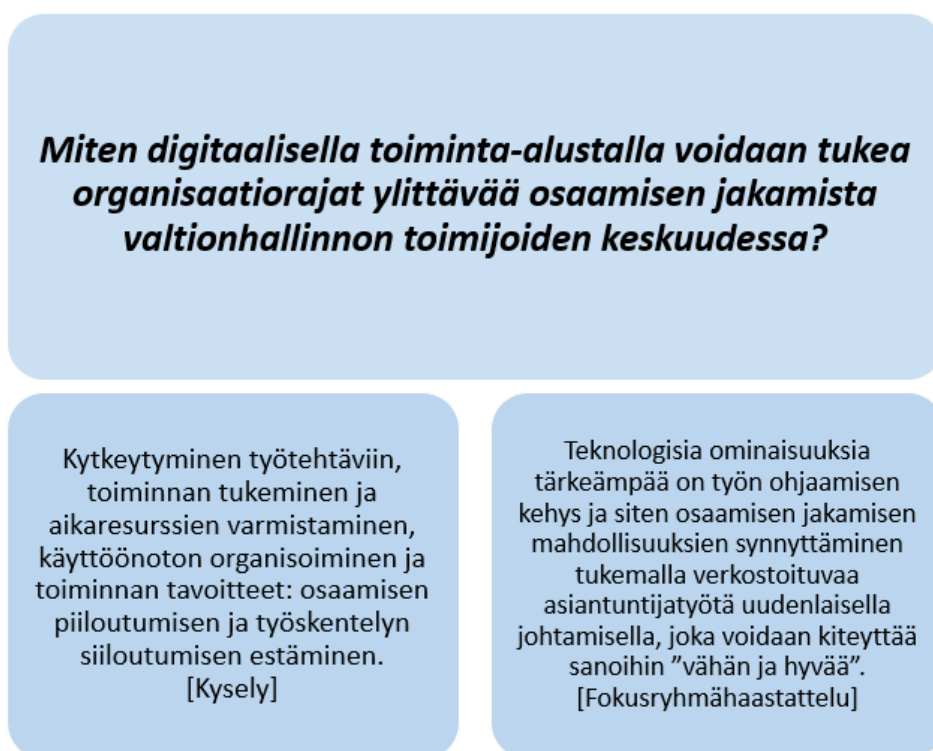 Miten digitaalisella toiminta-alustalla voidaan tukea
organisaatiorajat ylittävää osaamisen jakamista
valtionhallinnon toimijoiden keskuudessa?
Kytkeytyminen työtehtäviin,
toiminnan tukeminen ja
aikaresurssien varmistaminen,
käyttöönoton organisoiminen ja
toiminnan tavoitteet: osaamisen
piiloutumisen ja työskentelyn
siiloutumisen estäminen.
[Kysely]
Teknologisia ominaisuuksia
tärkeämpää on työn ohjaamisen
kehys ja siten osaamisen jakamisen
mahdollisuuksien synnyttäminen
tukemalla verkostoituvaa
asiantuntijatyötä uudenlaisella
johtamisella, joka voidaan kiteyttää
sanoihin ”vähän ja hyvää”.
[Fokusryhmähaastattelu]